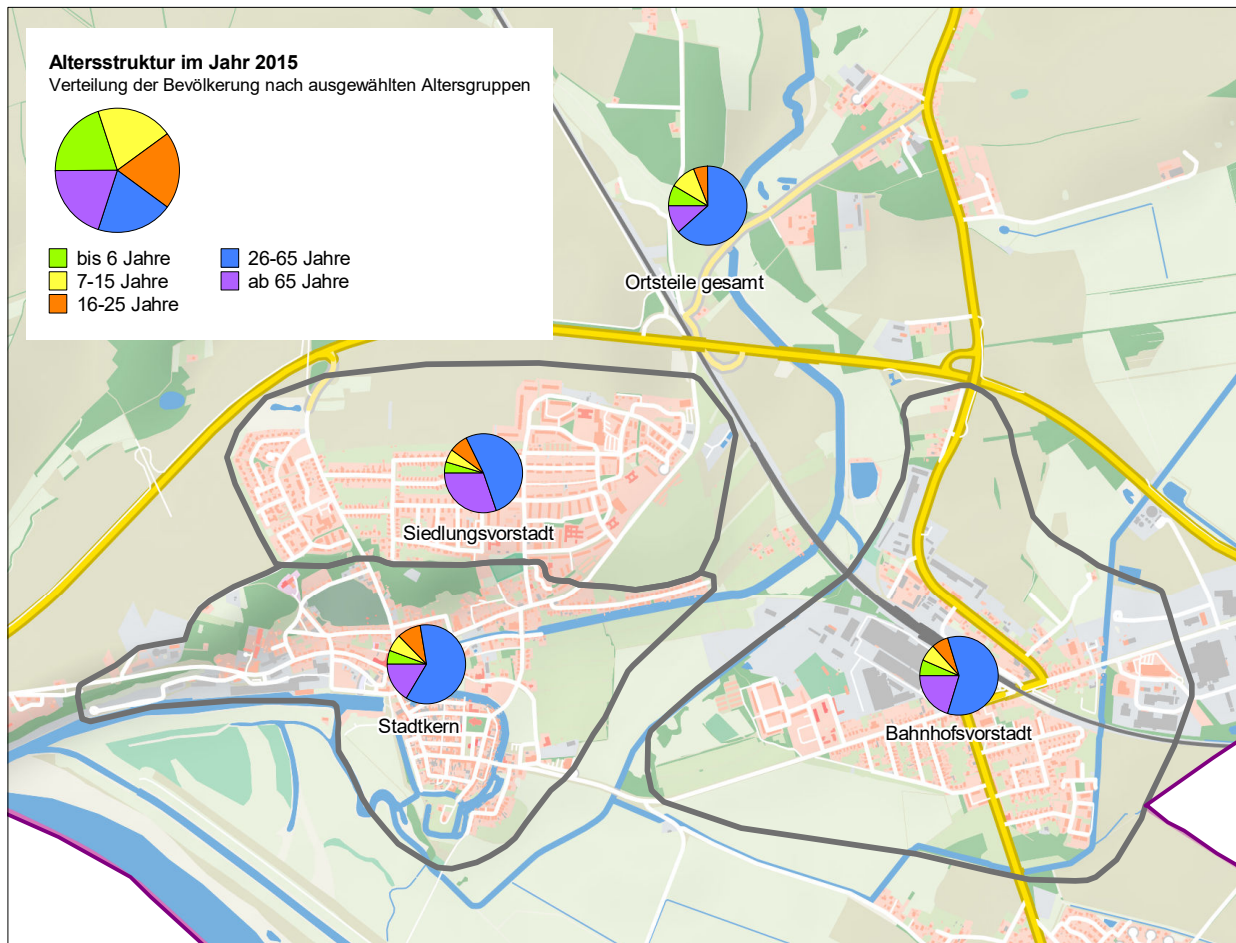 Altersstruktur im Jahr 2015
Verteilung der Bevölkerung nach ausgewählten Altersgruppen
bis 6 Jahre
7-15 Jahre
16-25 Jahre
26-65 Jahre
ab 65 Jahre
Ortsteile gesamt
Siedlungsvorstadt
Stadtkern
Bahnhofsvorstadt